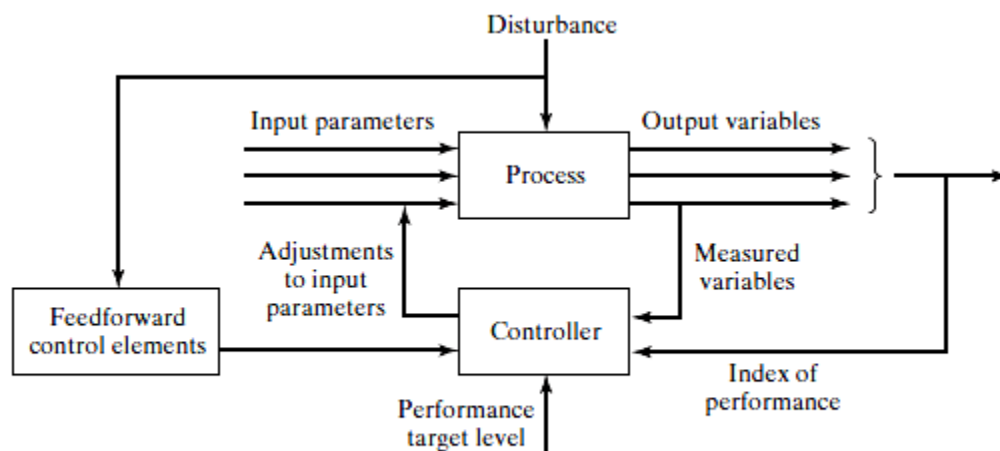 Disturbance
Input parameters
Output variables
Process
Adjustments
to input
parameters
Measured
variables
Feedforward
control elements
Controller
Index of
performance
Performance
target level